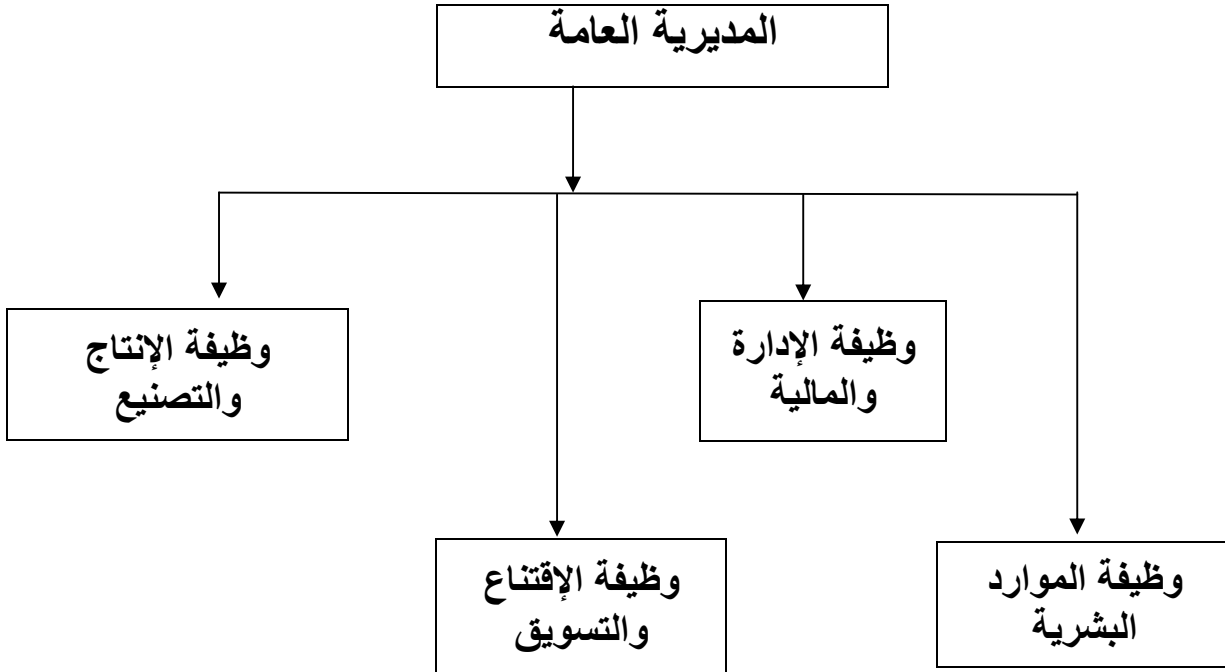 المديرية العامة
وظيفة الإدارة
والمالية
وظيفة الإنتاج
والتصنيع
وظيفة الموارد
البشرية
وظيفة الإقتناع
والتسويق